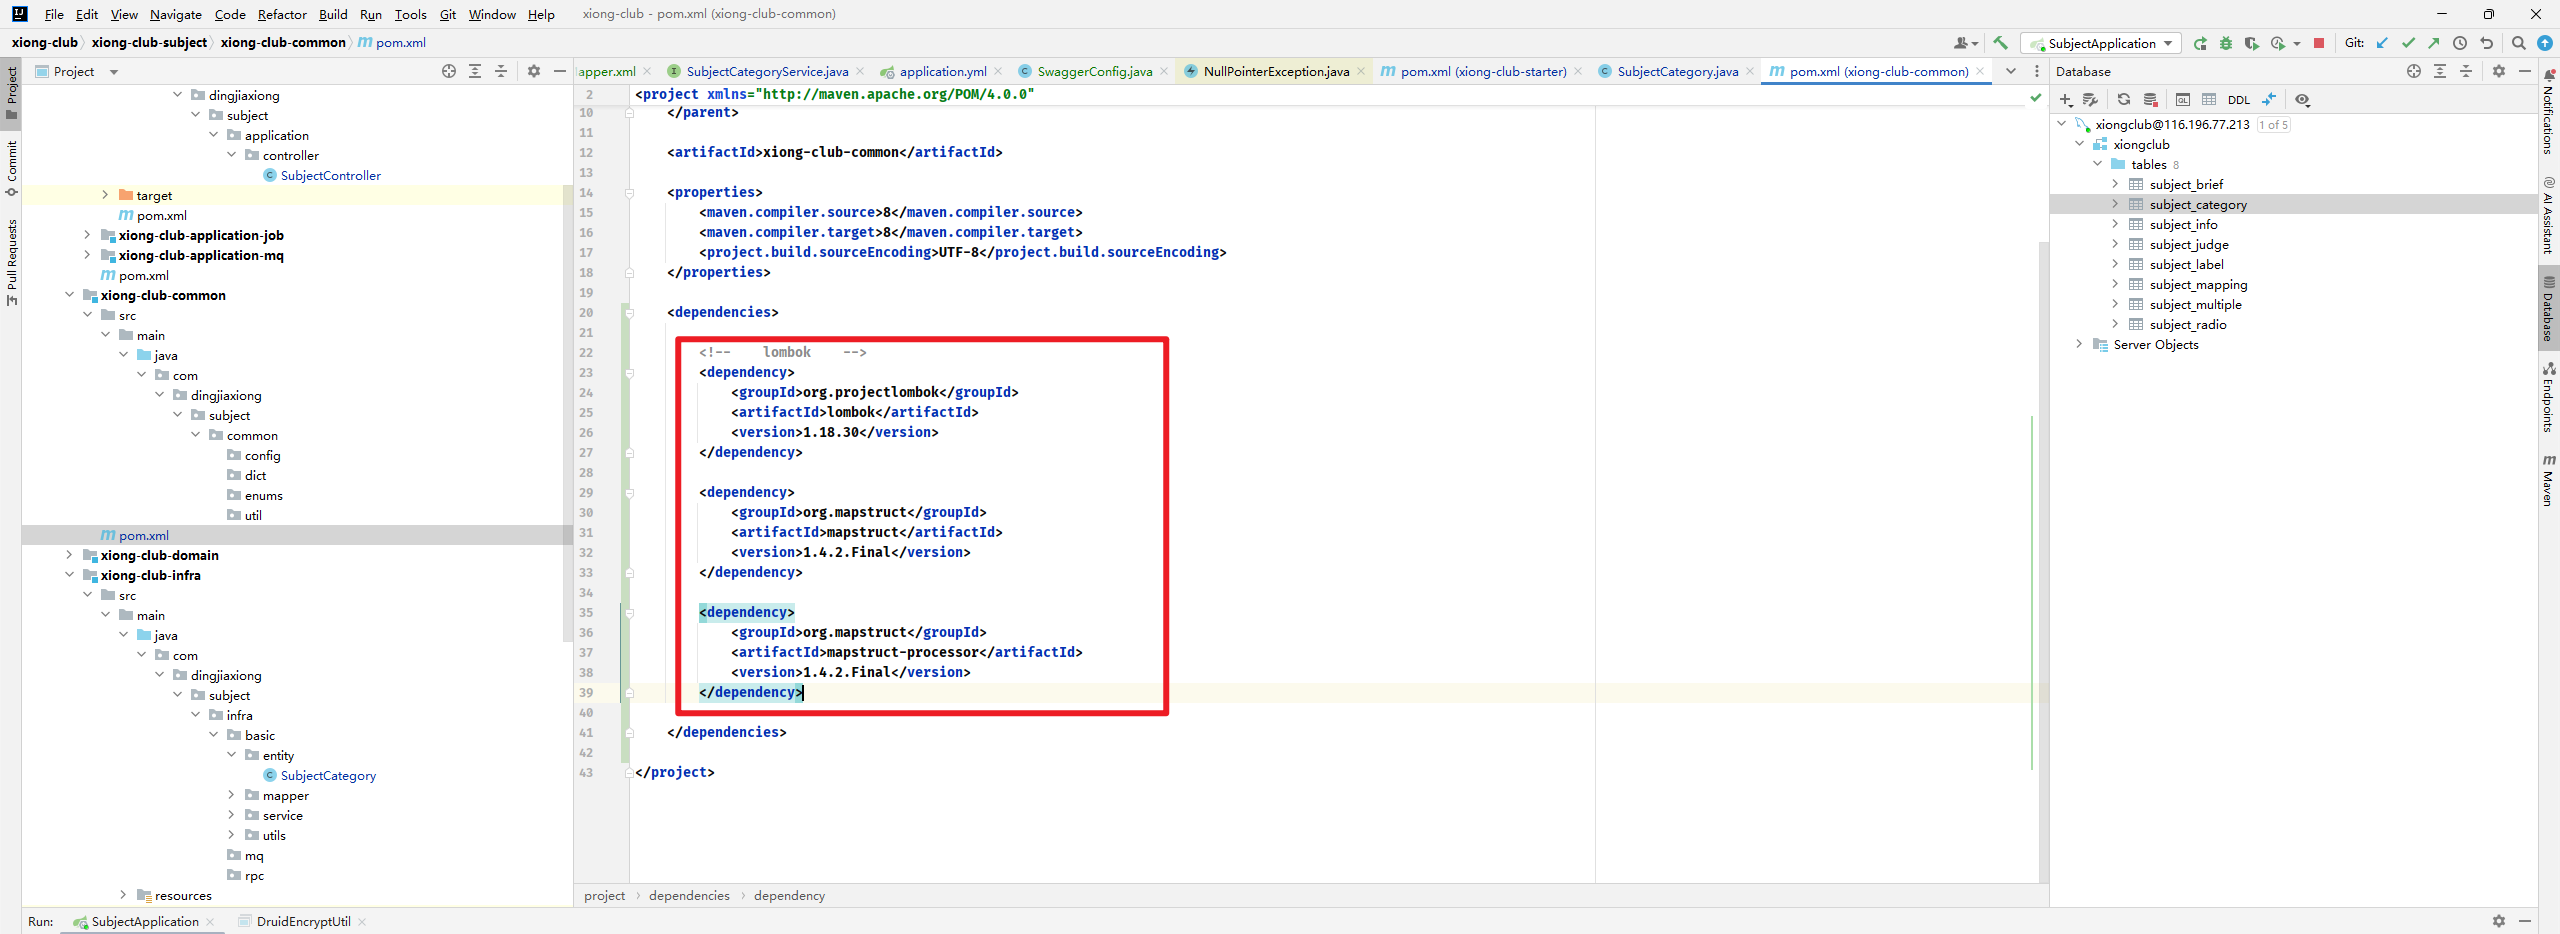 File Edit View Navigate Code Refactor Build Run Tools Git Window Help xiong-club - pom.xml (xiong-club-common)
xiong-club xiong-club-subject xiong-club-common pom.xml SubjectApplication Git:
Project
apper.xml SubjectCategoryService.java application.yml SwaggerConfig.java NullPointerException.java pom.xml (xiong-club-starter) SubjectCategory.java pom.xml (xiong-club-common)
Database
Project
Commit
Pull Requests
dingjiaxiong
subject
application
controller
SubjectController
target
pom.xml
xiong-club-application-job
xiong-club-application-mq
pom.xml
xiong-club-common
src
main
java
com
dingjiaxiong
subject
common
config
dict
enums
util
pom.xml
xiong-club-domain
xiong-club-infra
src
main
java
com
dingjiaxiong
subject
infra
basic
entity
SubjectCategory
mapper
service
utils
mq
rpc
resources
2 <project xmlns="http://maven.apache.org/POM/4.0.0"
10 </parent>
11
12 <artifactId>xiong-club-common</artifactId>
13
14 <properties>
15 <maven.compiler.source>8</maven.compiler.source>
16 <maven.compiler.target>8</maven.compiler.target>
17 <project.build.sourceEncoding>UTF-8</project.build.sourceEncoding>
18 </properties>
19
20 <dependencies>
21
22 <!-- lombok -->
23 <dependency>
24 <groupId>org.projectlombok</groupId>
25 <artifactId>lombok</artifactId>
26 <version>1.18.30</version>
27 </dependency>
28
29 <dependency>
30 <groupId>org.mapstruct</groupId>
31 <artifactId>mapstruct</artifactId>
32 <version>1.4.2.Final</version>
33 </dependency>
34
35 <dependency>
36 <groupId>org.mapstruct</groupId>
37 <artifactId>mapstruct-processor</artifactId>
38 <version>1.4.2.Final</version>
39 </dependency>
40
41 </dependencies>
42
43 </project>
project dependencies dependency
DDL
xiongclub@116.196.77.213 1 of 5
xiongclub
tables 8
subject_brief
subject_category
subject_info
subject_judge
subject_label
subject_mapping
subject_multiple
subject_radio
Server Objects
Notifications
AI Assistant
Database
Endpoints
Maven
Run: SubjectApplication DruidEncryptUtil